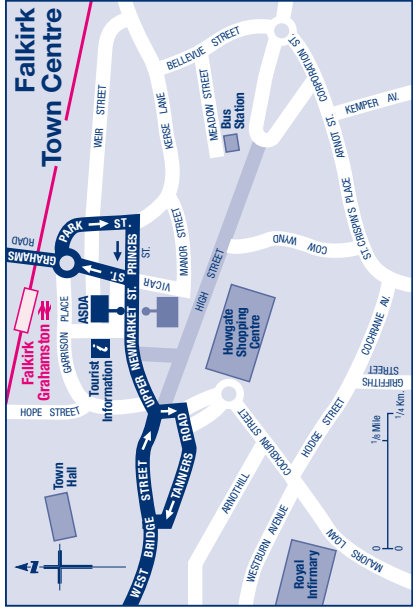 Falkirk
Town Centre
WEIR STREET
BELLEVUE STREET
KERSE LANE
MEADOW STREET
Bus
Station
CORPORATION ST.
ARNOT ST.
KEMPER AV.
ST.CRISPIN'S PLACE
COW WYND
GRAHAMS
ROAD
PARK
ST.
PRINCES
ST.
ST.
VICAR
MANOR STREET
HIGH STREET
Falkirk
Grahamston
GARRISON PLACE
ASDA
i
Tourist
Information
UPPER NEWMARKET ST.
Howgate
Shopping
Centre
COCHRANE AV.
GRIFFITHS
STREET
HOPE STREET
Town
Hall
WEST BRIDGE STREET
TANNERS ROAD
COCKBURN STREET
HODGE STREET
ARNOTHILL
WESTBURN AVENUE
MAJORS LOAN
Royal
Infirmary
0 1/8 Mile
0 1/4 Km.